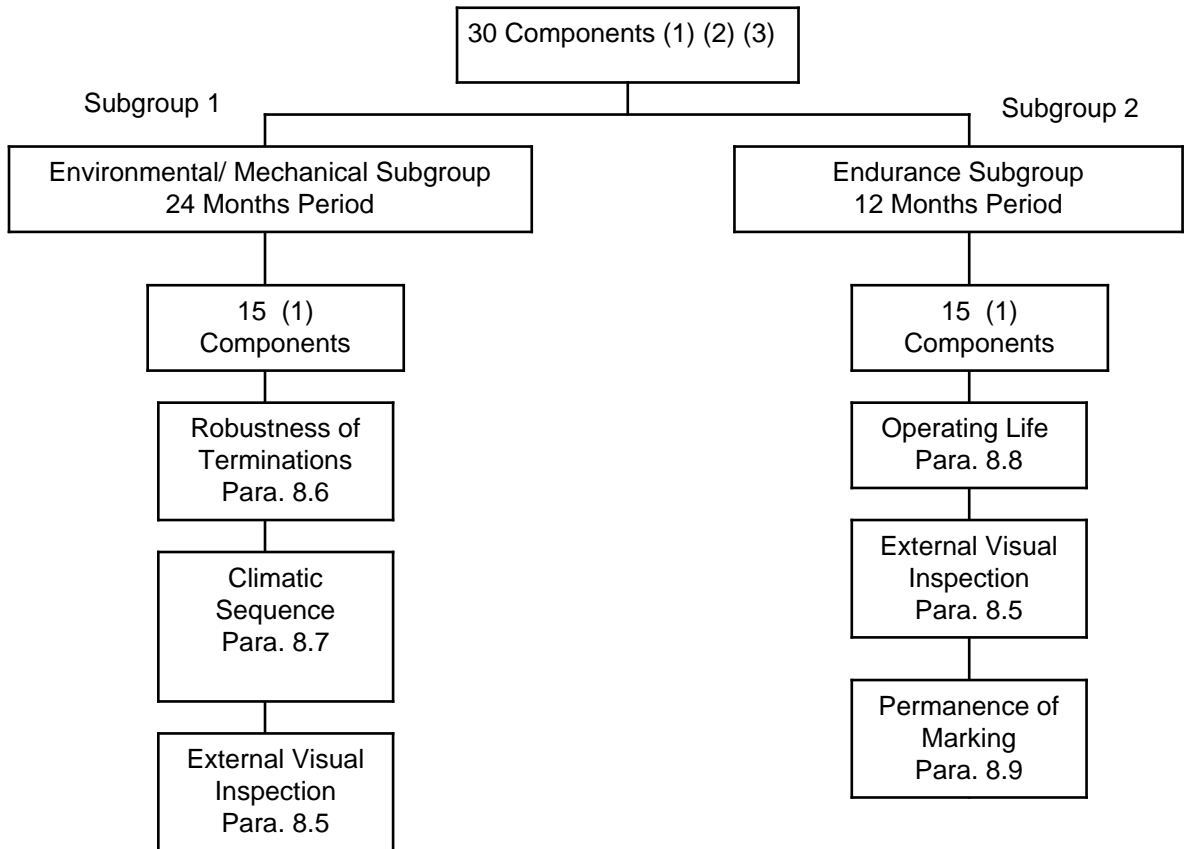 30 Components (1) (2) (3)
Subgroup 1
Subgroup 2
Environmental/ Mechanical Subgroup
24 Months Period
15 (1)
Components
Robustness of
Terminations
Para. 8.6
Climatic
Sequence
Para. 8.7
External Visual
Inspection
Para. 8.5
Endurance Subgroup
12 Months Period
15 (1)
Components
Operating Life
Para. 8.8
External Visual
Inspection
Para. 8.5
Permanence of
Marking
Para. 8.9